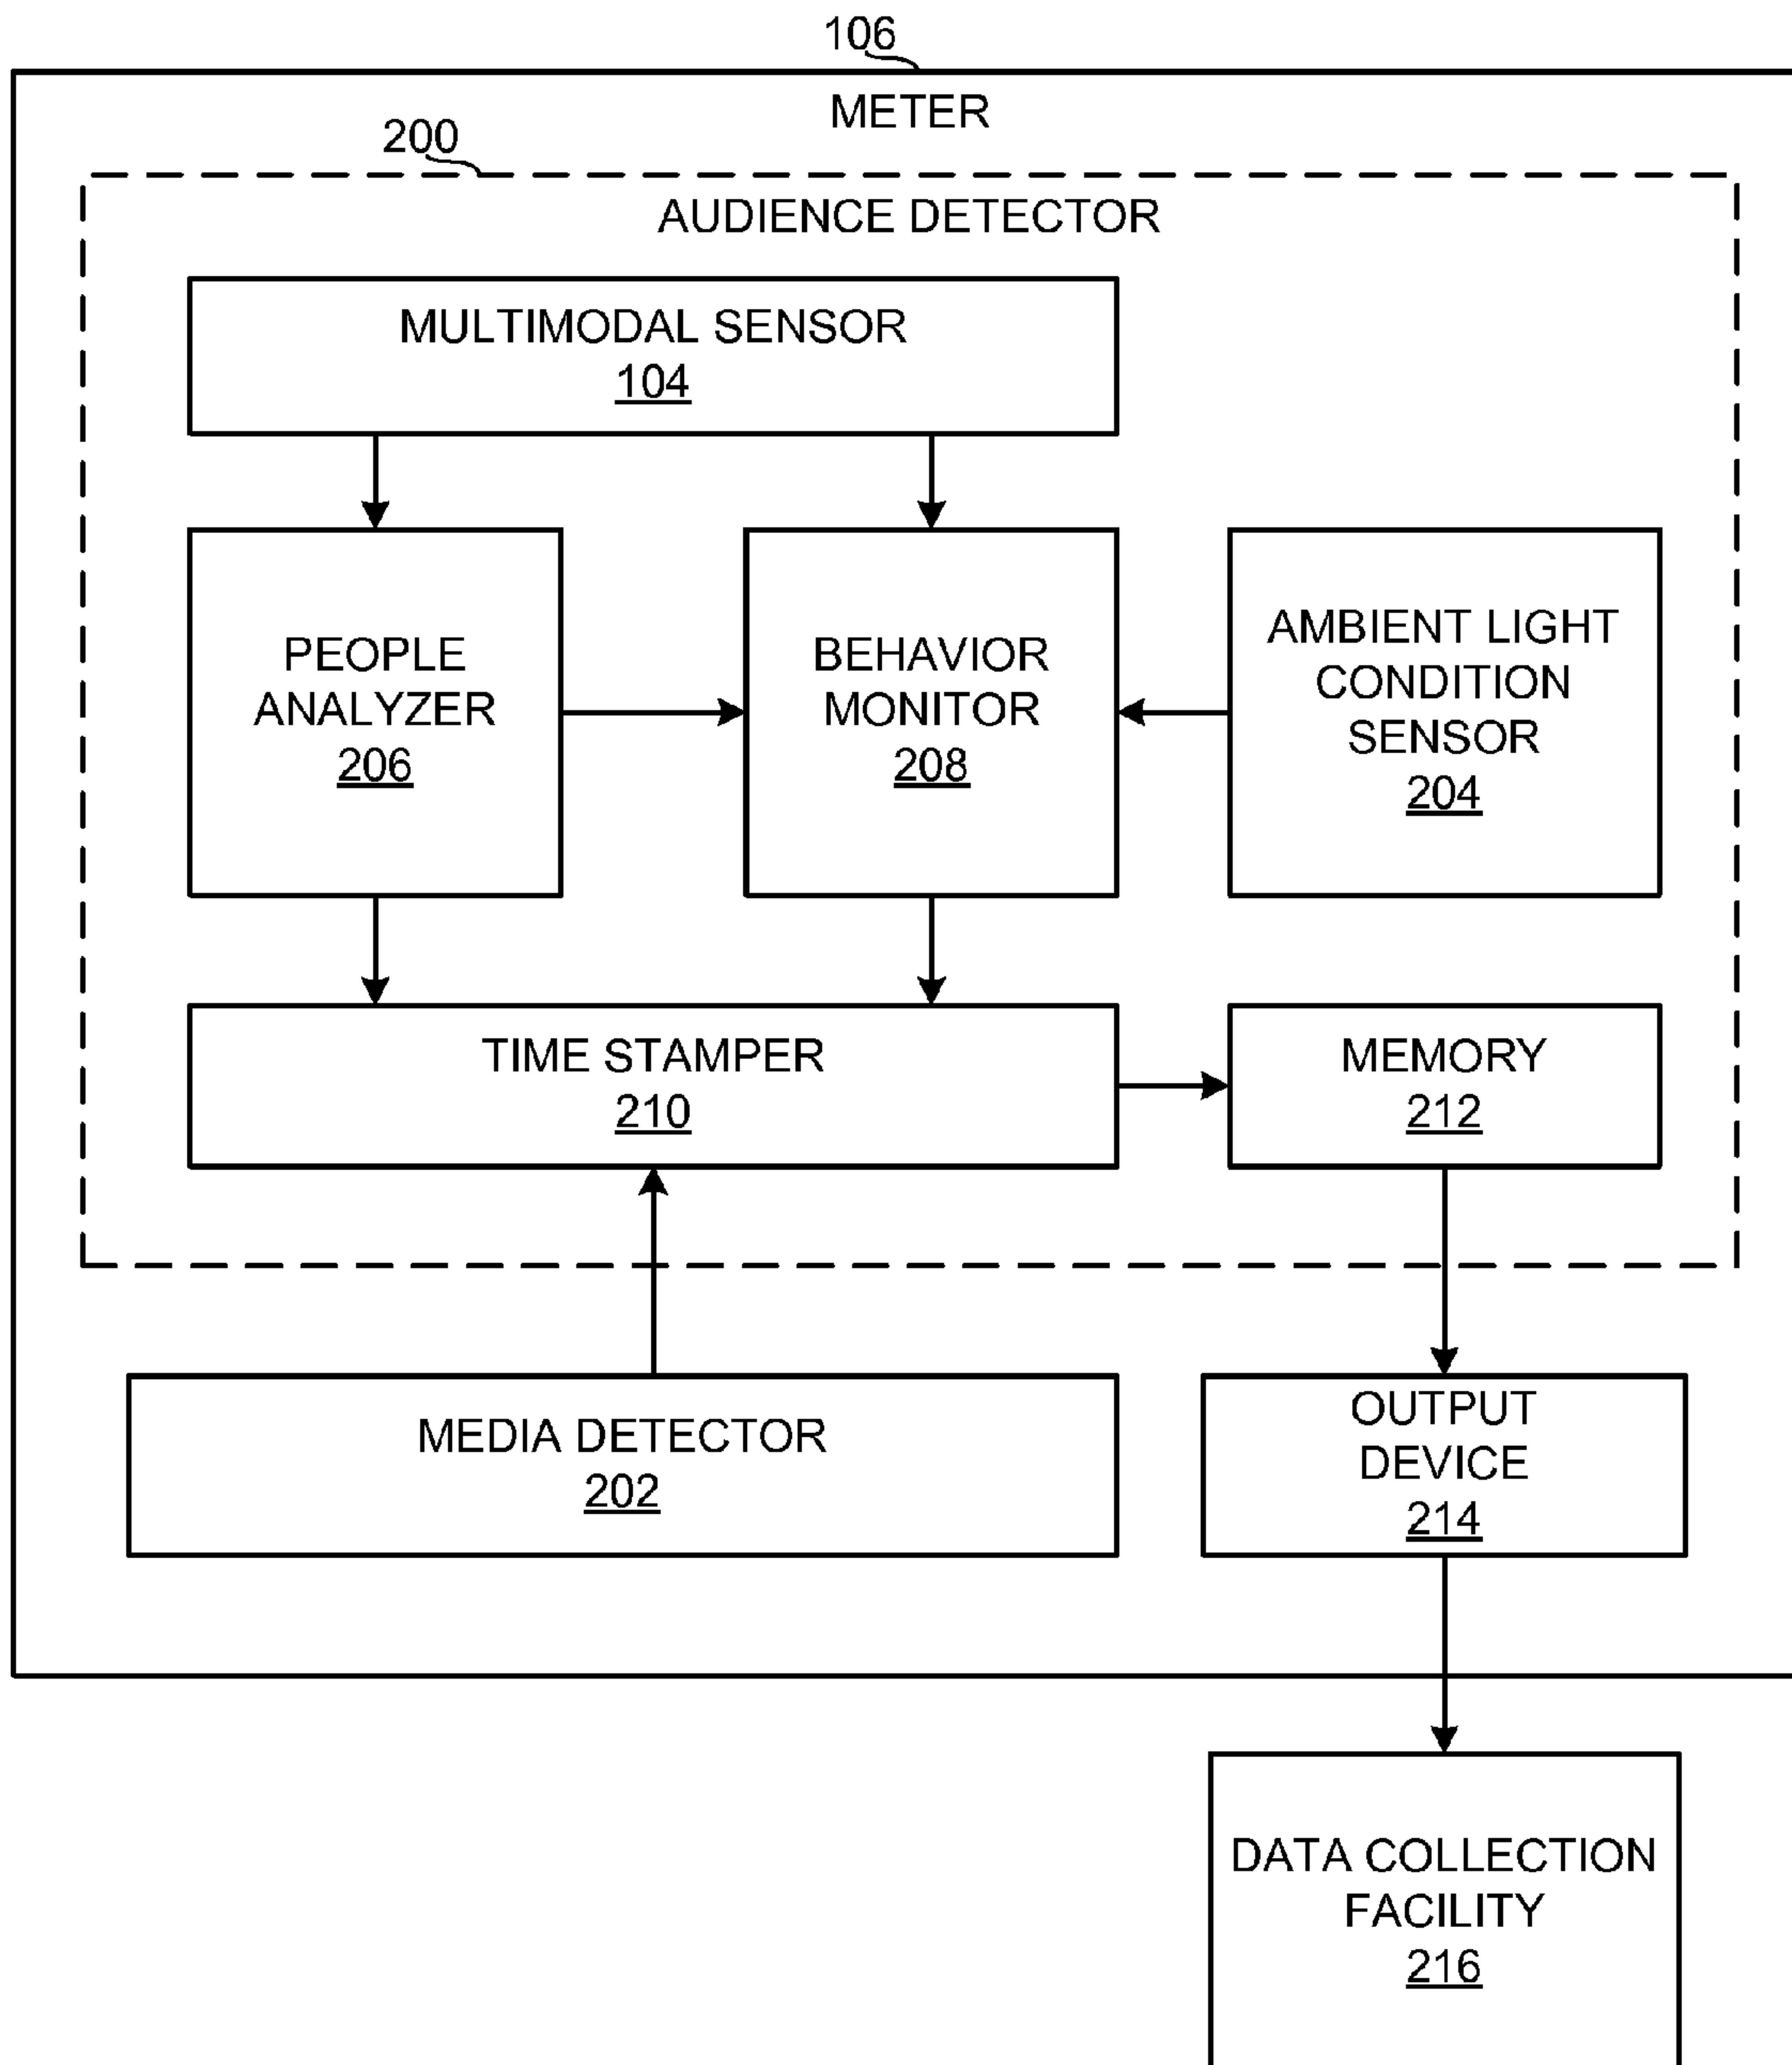 106
METER
200
AUDIENCE DETECTOR
MULTIMODAL SENSOR
104
PEOPLE
ANALYZER
206
BEHAVIOR
MONITOR
208
AMBIENT LIGHT
CONDITION
SENSOR
204
TIME STAMPER
210
MEMORY
212
MEDIA DETECTOR
202
OUTPUT
DEVICE
214
DATA COLLECTION
FACILITY
216